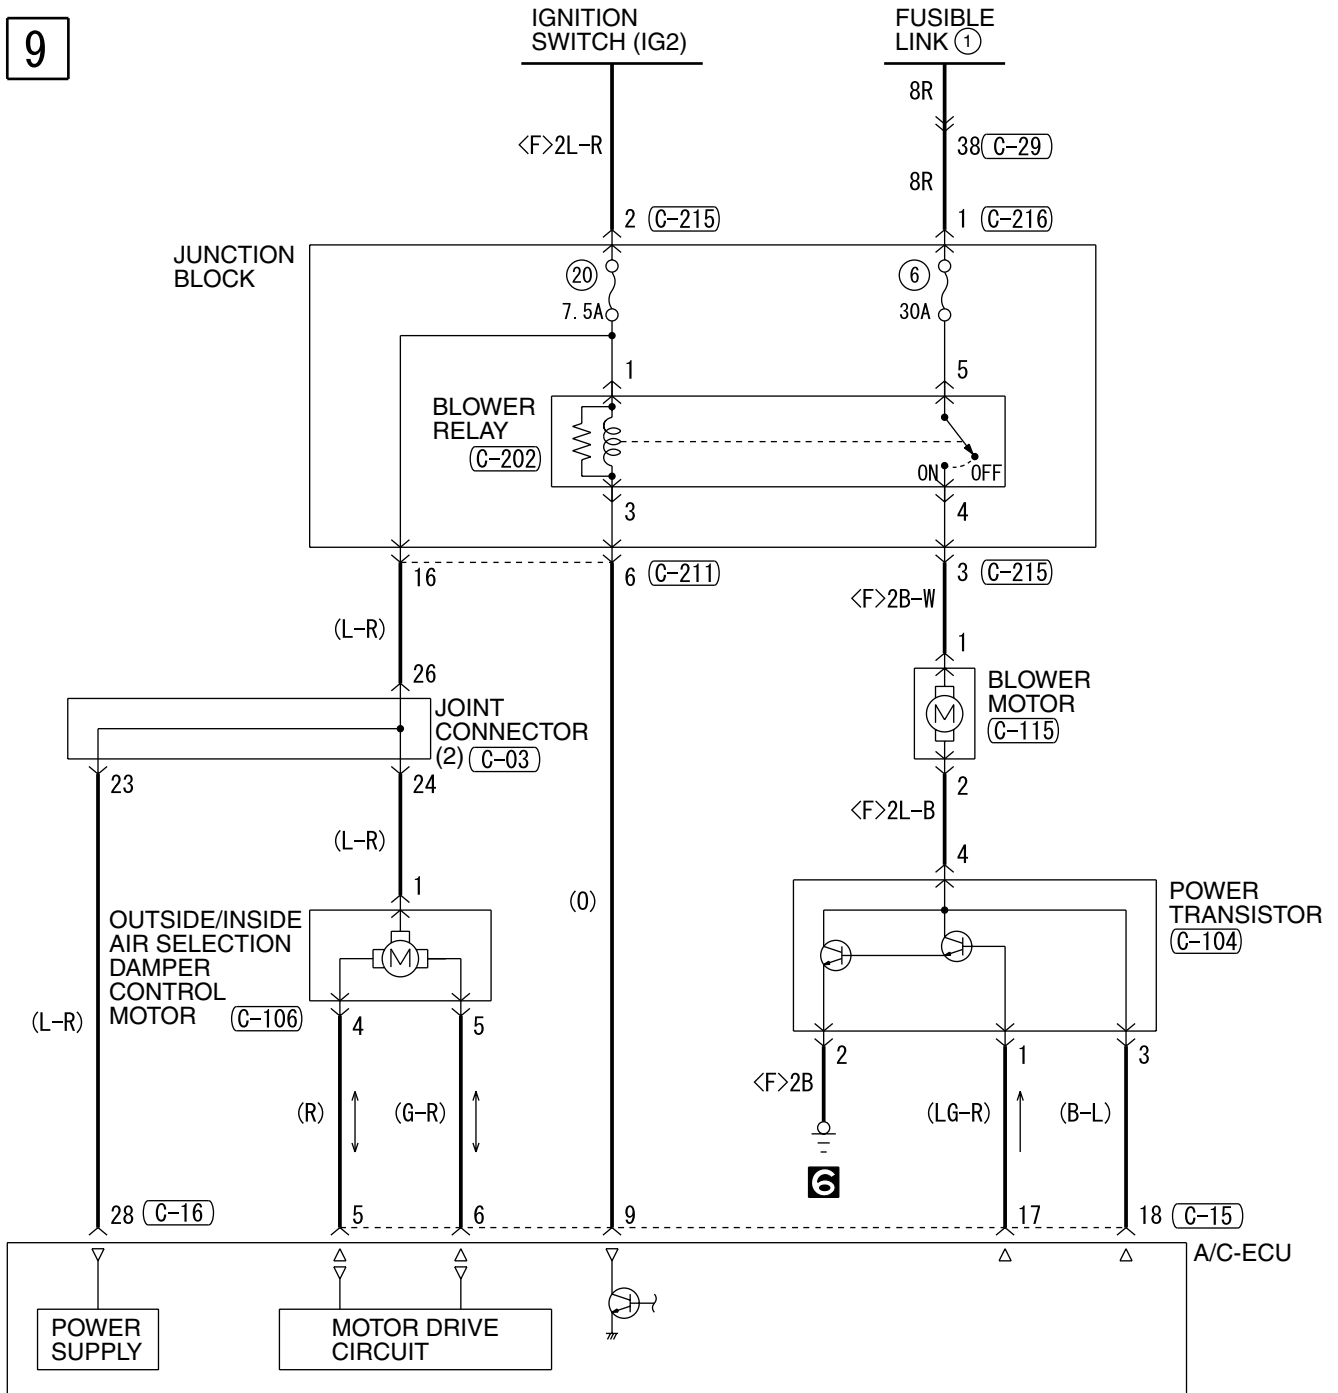 9
IGNITION
SWITCH (IG2)
FUSIBLE
LINK 1
8R
<F>2L-R
38 C-29
8R
2 C-215
1 C-216
JUNCTION
BLOCK
20
7.5A
6
30A
1
5
BLOWER
RELAY
C-202
ON OFF
3
4
16
6 C-211
3 C-215
<F>2B-W
(L-R)
1
26
BLOWER
MOTOR
C-115
JOINT
CONNECTOR
(2) C-03
23
24
2
<F>2L-B
(L-R)
4
1
POWER
TRANSISTOR
C-104
(O)
OUTSIDE/INSIDE
AIR SELECTION
DAMPER
CONTROL
MOTOR
C-106
M
M
(L-R)
4
5
2
1
3
<F>2B
(R)
(G-R)
(LG-R)
(B-L)
6
28 C-16
5
6
9
17
18 C-15
A/C-ECU
POWER
SUPPLY
MOTOR DRIVE
CIRCUIT